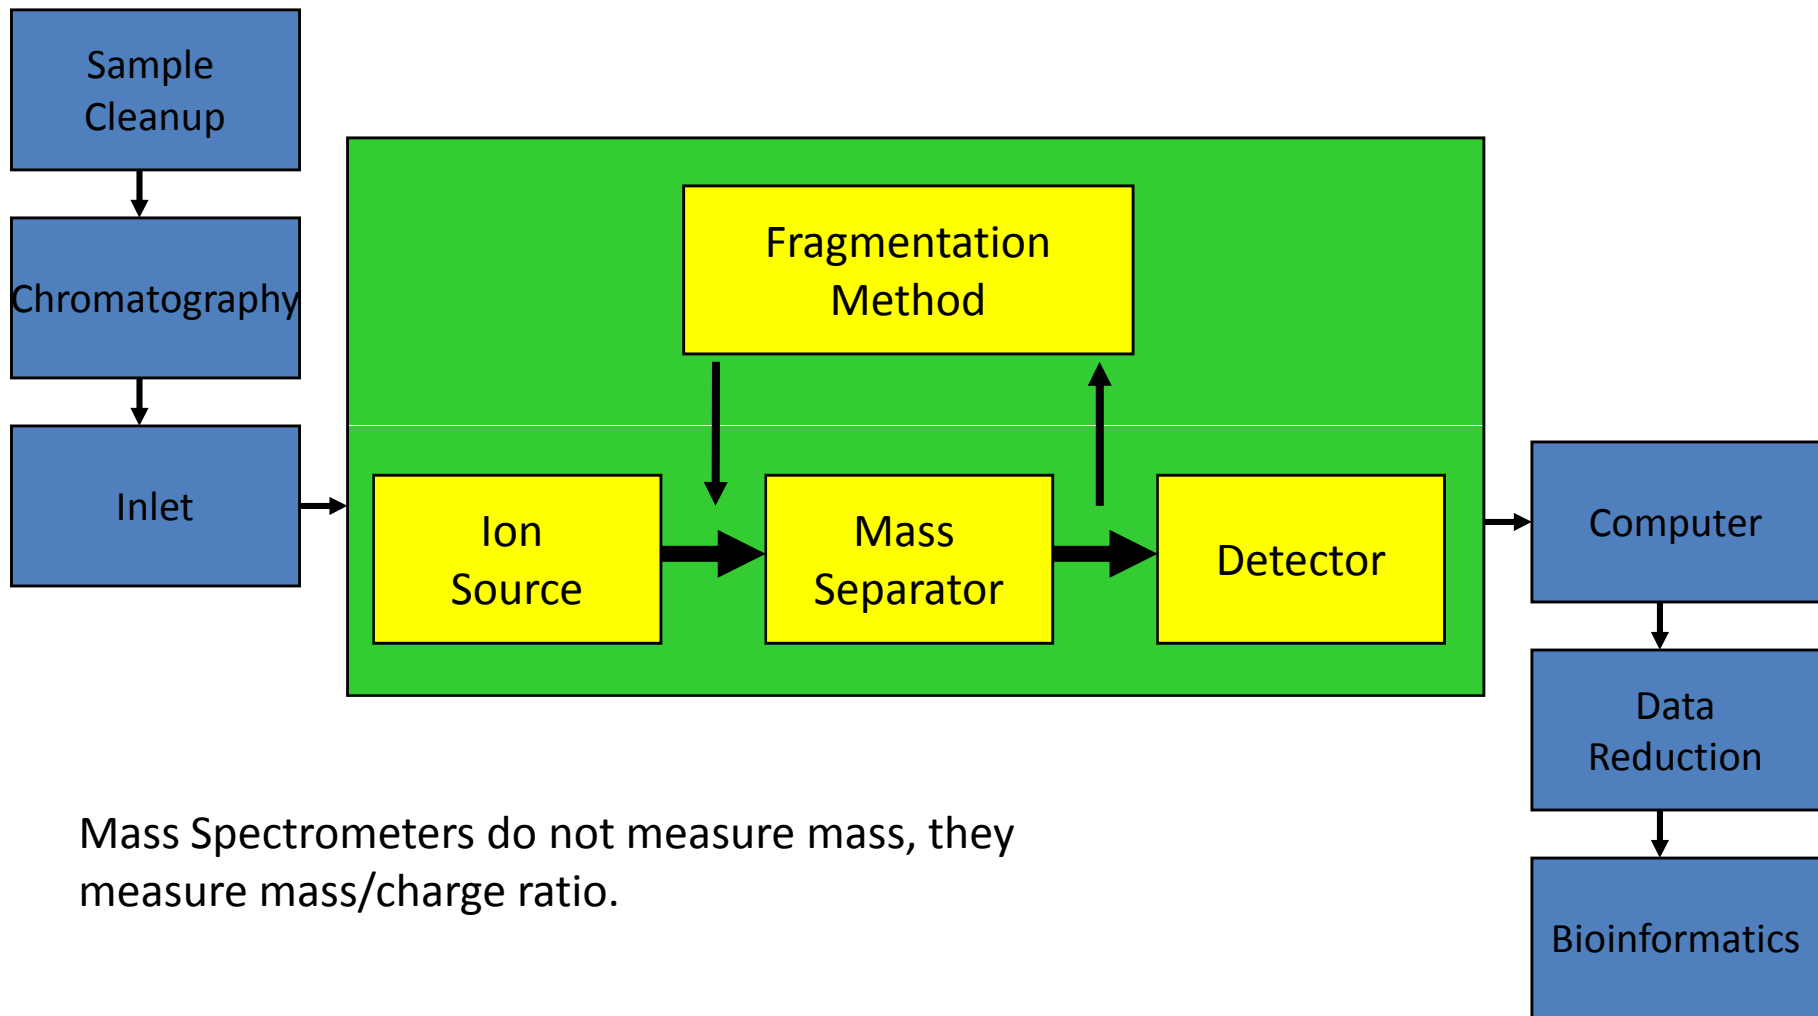 Sample
Cleanup
Chromatography
Inlet
Fragmentation
Method
Ion
Source
Mass
Separator
Detector
Computer
Data
Reduction
Bioinformatics
Mass Spectrometers do not measure mass, they
measure mass/charge ratio.